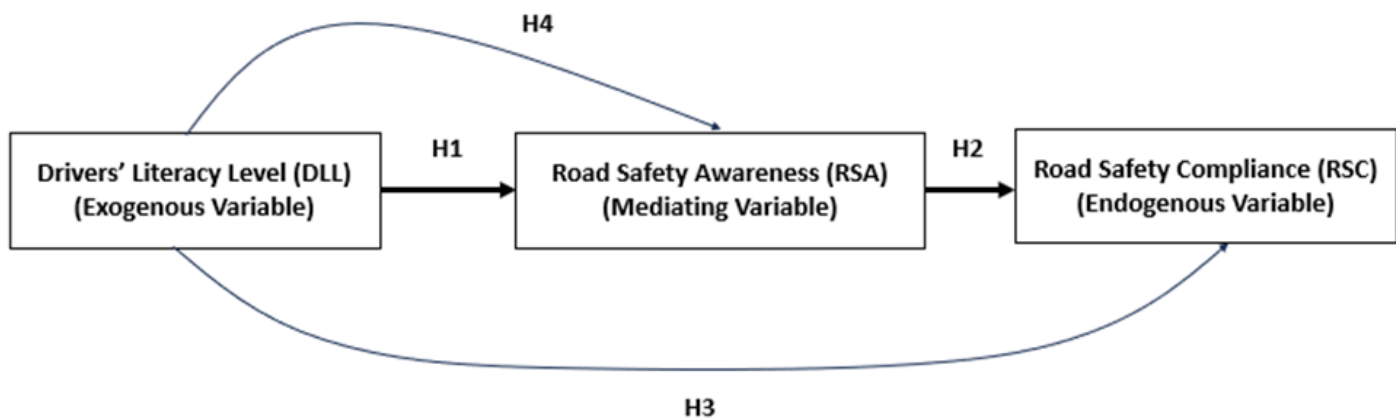 H4
Drivers’ Literacy Level (DLL)
(Exogenous Variable)
H1
Road Safety Awareness (RSA)
(Mediating Variable)
H2
Road Safety Compliance (RSC)
(Endogenous Variable)
H3